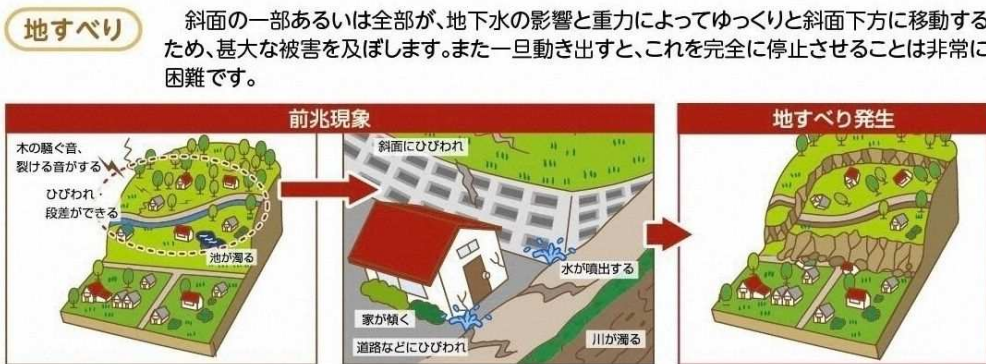 地すべり
斜面の一部あるいは全部が、地下水の影響と重力によってゆっくりと斜面下方に移動する
ため、甚大な被害を及ぼします。また一旦動き出すと、これを完全に停止させることは非常に
困難です。
前兆現象
木の騒ぐ音、
裂ける音がする
ひびわれ・
段差ができる
池が濁る
斜面にひびわれ
水が噴出する
家が傾く
道路などにひびわれ
川が濁る
地すべり発生